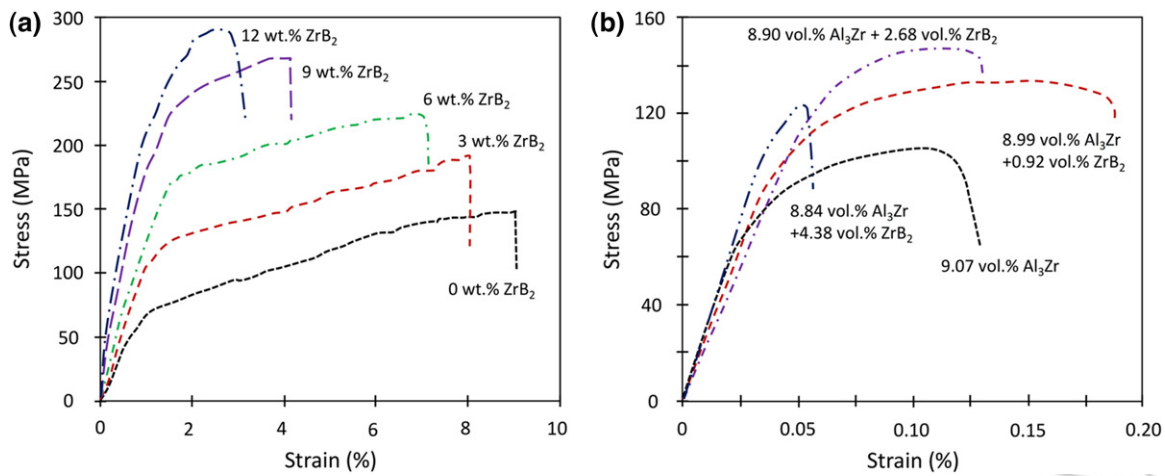 (a)
300
250
200
150
100
50
0
Stress (MPa)
12 wt.% ZrB₂
9 wt.% ZrB₂
6 wt.% ZrB₂
3 wt.% ZrB₂
0 wt.% ZrB₂
0 2 4 6 8 10
Strain (%)
(b)
160
120
80
40
0
Stress (MPa)
8.90 vol.% Al₃Zr + 2.68 vol.% ZrB₂
8.99 vol.% Al₃Zr
+0.92 vol.% ZrB₂
8.84 vol.% Al₃Zr
+4.38 vol.% ZrB₂
9.07 vol.% Al₃Zr
0 0.05 0.10 0.15 0.20
Strain (%)